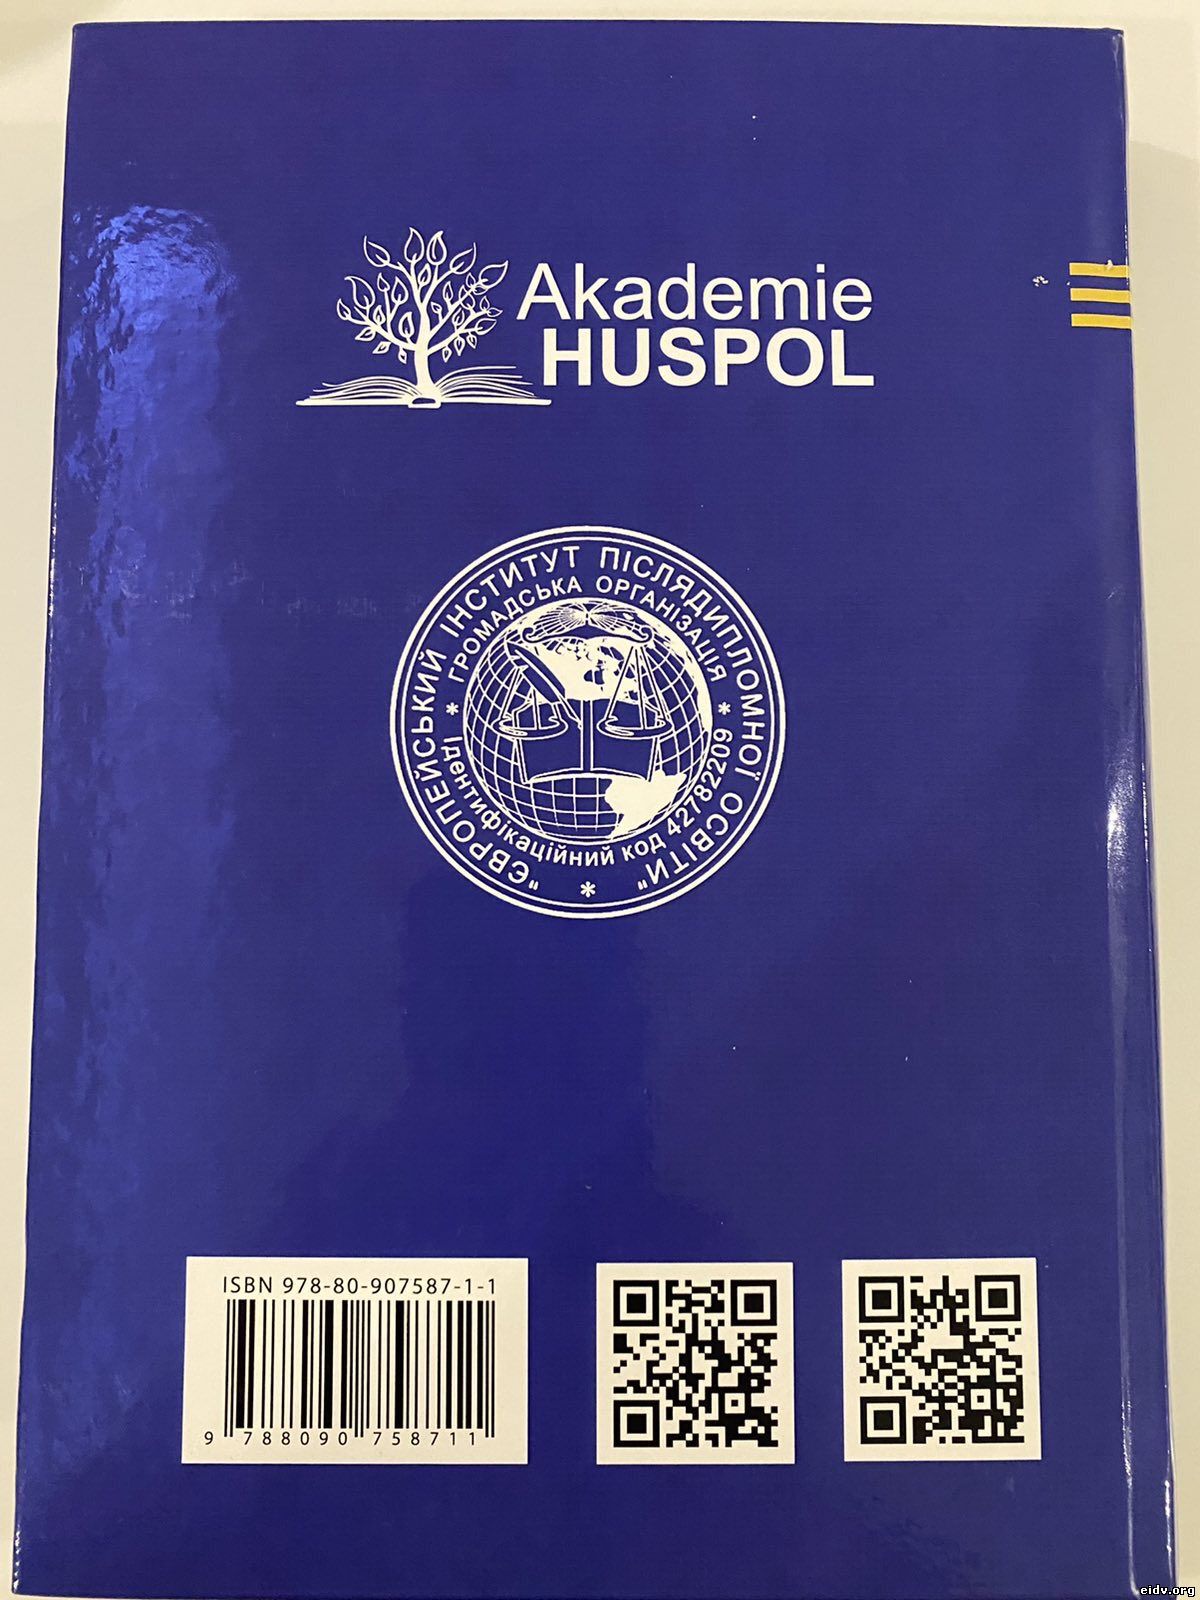 Akademie
HUSPOL
"ЄВРОПЕЙСЬКИЙ ІНСТИТУТ ПІСЛЯДИПЛОМНОЇ ОСВІТИ" *
* ГРОМАДСЬКА ОРГАНІЗАЦІЯ *
Ідентифікаційний код 42782209
ISBN 978-80-907587-1-1
9 788090 758711
eidv.org